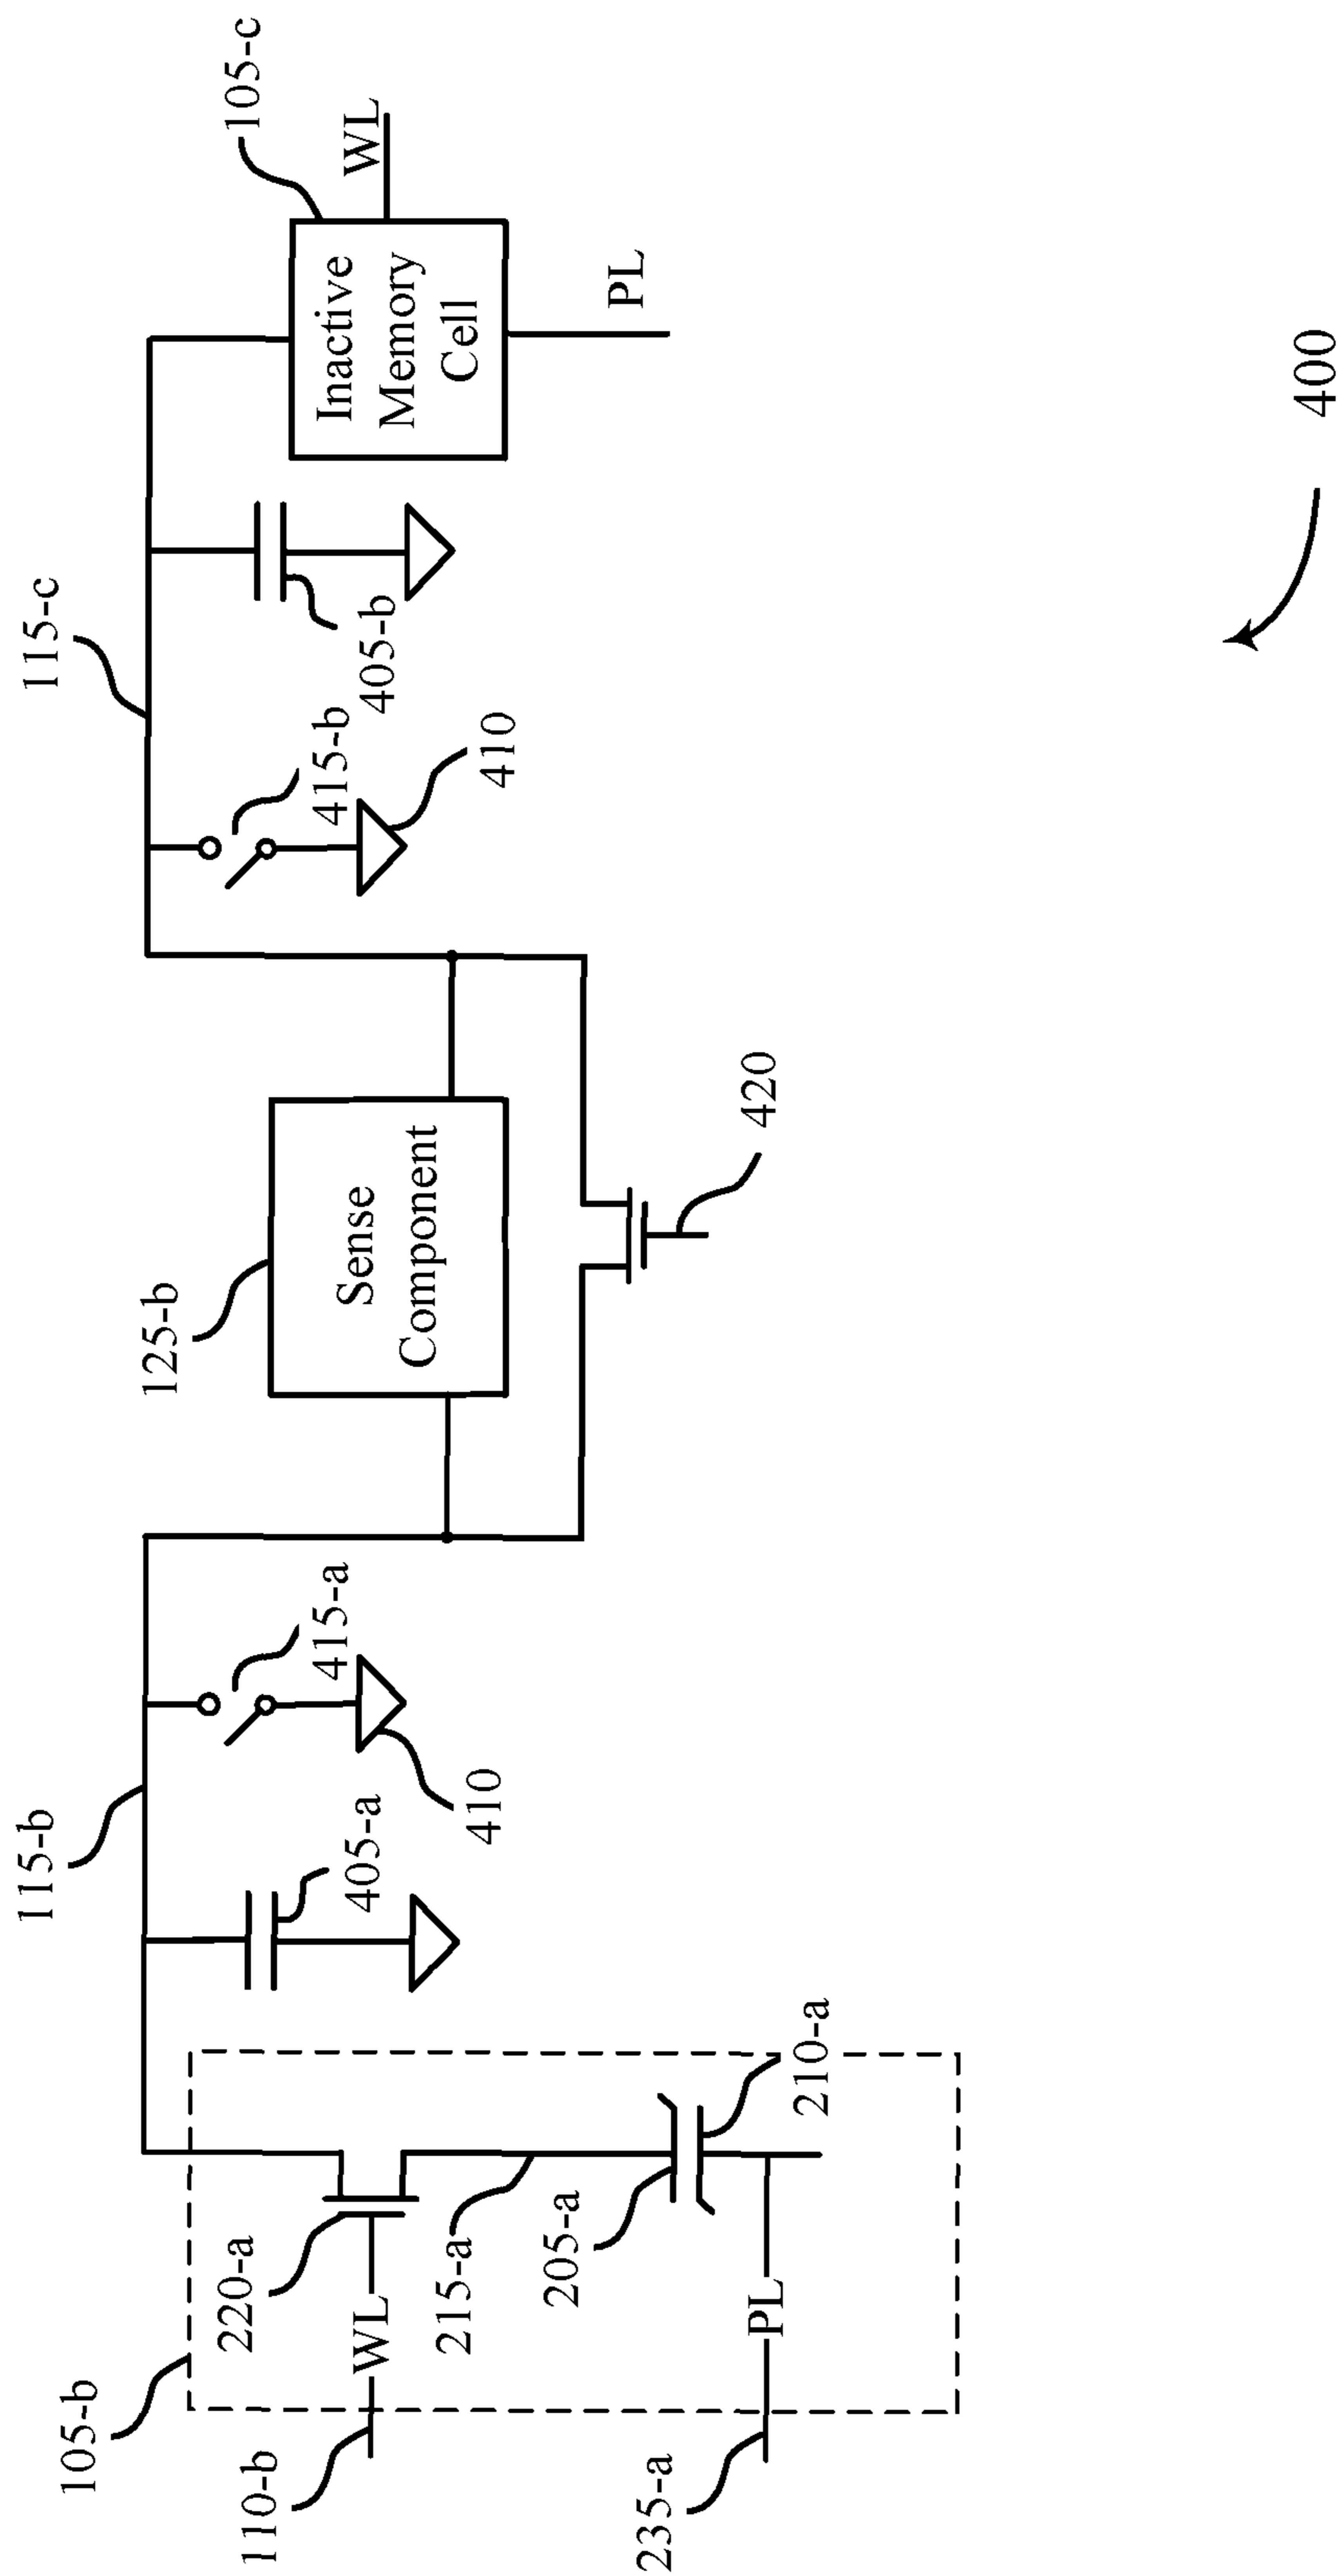 105-b
110-b
WL
220-a
215-a
205-a
210-a
PL
235-a
115-b
405-a
415-a
410
125-b
Sense
Component
420
115-c
415-b
410
405-b
105-c
Inactive
Memory
Cell
WL
PL
400